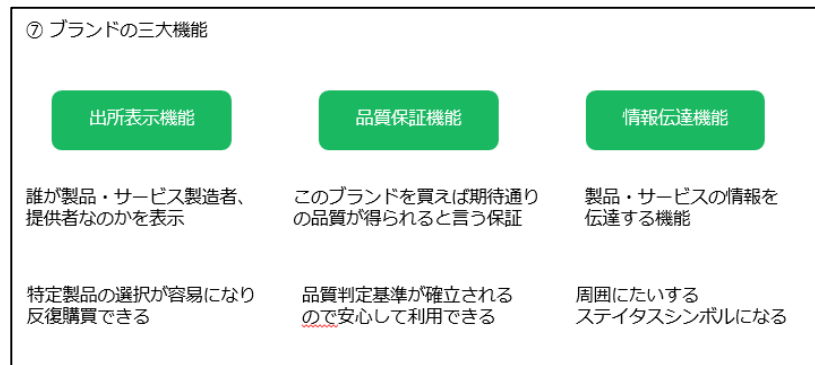 ⑦ ブランドの三大機能
出所表示機能
品質保証機能
情報伝達機能
誰が製品・サービス製造者、
提供者なのかを表示
このブランドを買えば期待通り
の品質が得られると言う保証
製品・サービスの情報を
伝達する機能
特定製品の選択が容易になり
反復購買できる
品質判定基準が確立される
ので安心して利用できる
周囲にたいする
ステイタスシンボルになる